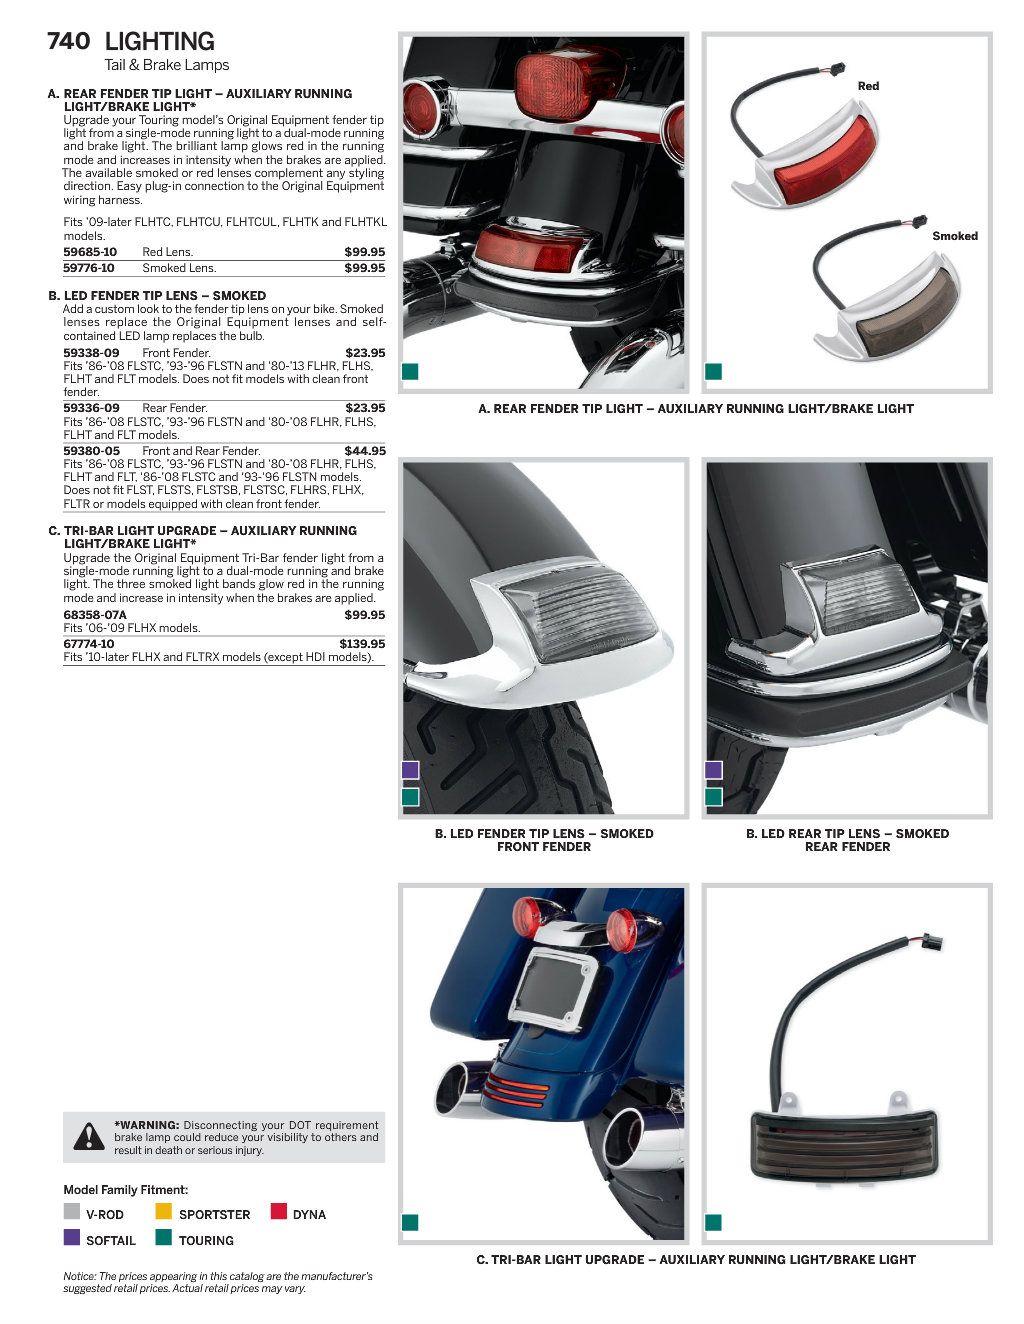 740 LIGHTING
Tail & Brake Lamps
A. REAR FENDER TIP LIGHT – AUXILIARY RUNNING
LIGHT/BRAKE LIGHT*
Upgrade your Touring model's Original Equipment fender tip
light from a single-mode running light to a dual-mode running
and brake light. The brilliant lamp glows red in the running
mode and increases in intensity when the brakes are applied.
The available smoked or red lenses complement any styling
direction. Easy plug-in connection to the Original Equipment
wiring harness.
Fits '09-later FLHTC, FLHTCU, FLHTCUL, FLHTK and FLHTKL
models.
59685-10 Red Lens. $99.95
59776-10 Smoked Lens. $99.95
B. LED FENDER TIP LENS – SMOKED
Add a custom look to the fender tip lens on your bike. Smoked
lenses replace the Original Equipment lenses and self-
contained LED lamp replaces the bulb.
59338-09 Front Fender. $23.95
Fits '86-'08 FLSTC, '93-'96 FLSTN and '80-'13 FLHR, FLHS,
FLHT and FLT models. Does not fit models with clean front
fender.
59336-09 Rear Fender. $23.95
Fits '86-'08 FLSTC, '93-'96 FLSTN and '80-'08 FLHR, FLHS,
FLHT and FLT models.
59380-05 Front and Rear Fender. $44.95
Fits '86-'08 FLSTC, '93-'96 FLSTN and '80-'08 FLHR, FLHS,
FLHT and FLT, '86-'08 FLSTC and '93-'96 FLSTN models.
Does not fit FLST, FLSTS, FLSTSB, FLSTSC, FLHRS, FLHX,
FLTR or models equipped with clean front fender.
C. TRI-BAR LIGHT UPGRADE – AUXILIARY RUNNING
LIGHT/BRAKE LIGHT*
Upgrade the Original Equipment Tri-Bar fender light from a
single-mode running light to a dual-mode running and brake
light. The three smoked light bands glow red in the running
mode and increase in intensity when the brakes are applied.
68358-07A $99.95
Fits '06-'09 FLHX models.
67774-10 $139.95
Fits '10-later FLHX and FLTRX models (except HDI models).
*WARNING: Disconnecting your DOT requirement
brake lamp could reduce your visibility to others and
result in death or serious injury.
Model Family Fitment:
V-ROD SPORTSTER DYNA
SOFTAIL TOURING
Notice: The prices appearing in this catalog are the manufacturer's
suggested retail prices. Actual retail prices may vary.
Red
Smoked
A. REAR FENDER TIP LIGHT – AUXILIARY RUNNING LIGHT/BRAKE LIGHT
B. LED FENDER TIP LENS – SMOKED
FRONT FENDER
B. LED REAR TIP LENS – SMOKED
REAR FENDER
C. TRI-BAR LIGHT UPGRADE – AUXILIARY RUNNING LIGHT/BRAKE LIGHT